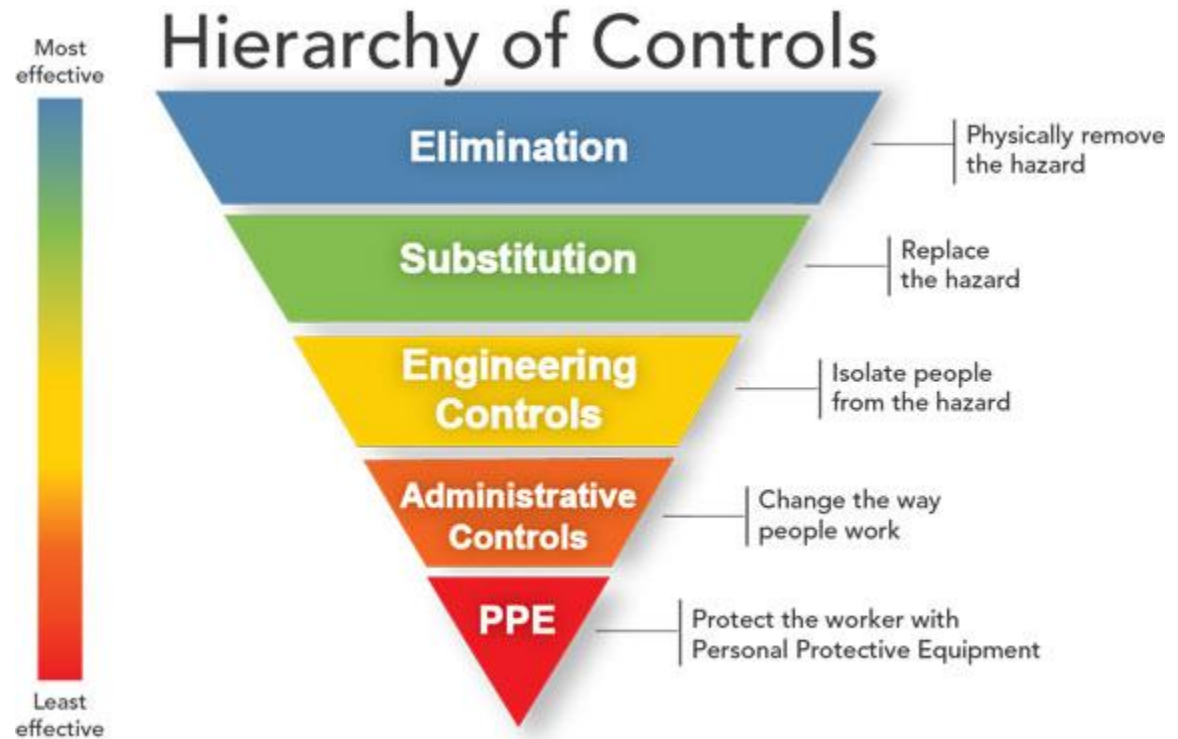 Hierarchy of Controls
Most
effective
Elimination
Physically remove
the hazard
Substitution
Replace
the hazard
Engineering
Controls
Isolate people
from the hazard
Administrative
Controls
Change the way
people work
PPE
Protect the worker with
Personal Protective Equipment
Least
effective